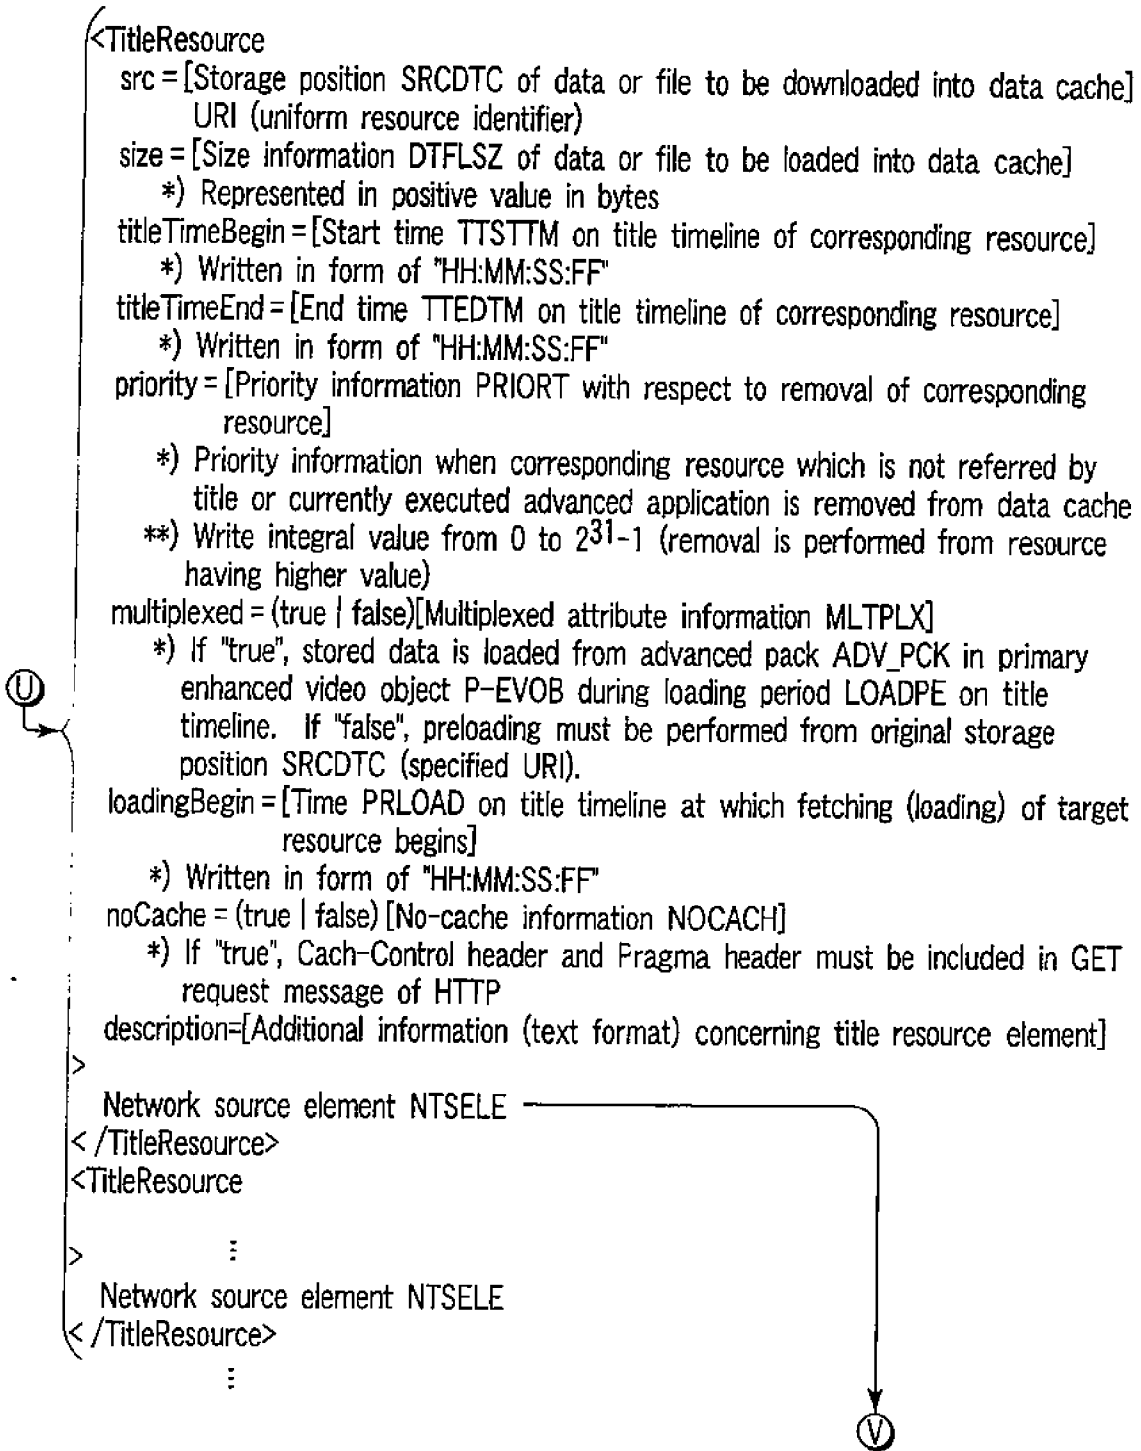 <TitleResource
src=[Storage position SRCDTC of data or file to be downloaded into data cache]
URI (uniform resource identifier)
size=[Size information DTFLSZ of data or file to be loaded into data cache]
*) Represented in positive value in bytes
titleTimeBegin=[Start time TTSTTM on title timeline of corresponding resource]
*) Written in form of "HH:MM:SS:FF"
titleTimeEnd=[End time TTEDTM on title timeline of corresponding resource]
*) Written in form of "HH:MM:SS:FF"
priority=[Priority information PRIORT with respect to removal of corresponding
resource]
*) Priority information when corresponding resource which is not referred by
title or currently executed advanced application is removed from data cache
**) Write integral value from 0 to 2^31-1 (removal is performed from resource
having higher value)
multiplexed=(true | false)[Multiplexed attribute information MLTPLX]
*) If "true", stored data is loaded from advanced pack ADV_PCK in primary
enhanced video object P-EVOB during loading period LOADPE on title
timeline. If "false", preloading must be performed from original storage
position SRCDTC (specified URI).
loadingBegin=[Time PRLOAD on title timeline at which fetching (loading) of target
resource begins]
*) Written in form of "HH:MM:SS:FF"
noCache=(true | false)[No-cache information NOCACH]
*) If "true", Cach-Control header and Pragma header must be included in GET
request message of HTTP
description=[Additional information (text format) concerning title resource element]
>
Network source element NTSELE
</TitleResource>
<TitleResource
⋮
>
Network source element NTSELE
</TitleResource>
⋮
U
V